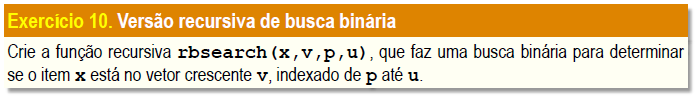 Exercício 10. Versão recursiva de busca binária
Crie a função recursiva rbsearch(x,v,p,u), que faz uma busca binária para determinar
se o item x está no vetor crescente v, indexado de p até u.